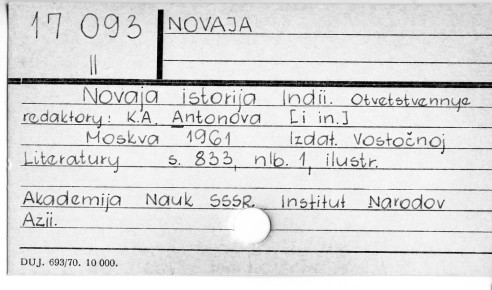 17 093
II
NOVAJA
Novaja istorija Indii. Otvetstvennye
redaktory: K.A. Antonova [i in.]
Moskva 1961 Izdat. Vostočnoj
Literatury s. 833, nlb. 1, ilustr.
Akademija Nauk SSSR. Institut Narodov
Azii.
DUJ. 693/70. 10 000.